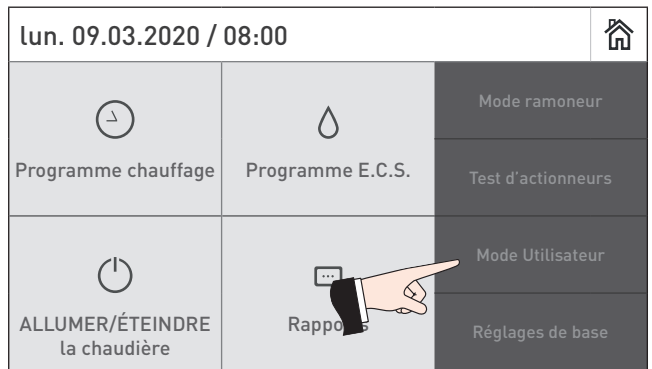 lun. 09.03.2020 / 08:00
Programme chauffage
Programme E.C.S.
Mode ramoneur
Test d'actionneurs
Mode Utilisateur
Réglages de base
ALLUMER/ÉTEINDRE
la chaudière